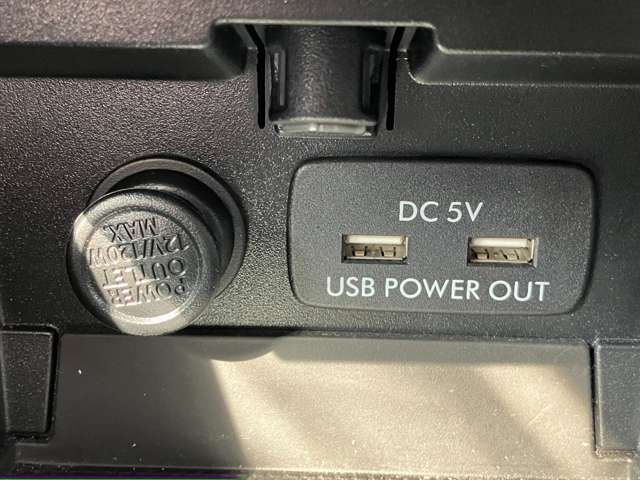 POWER
OUTLET
12V/120W
MAX
DC 5V
USB POWER OUT